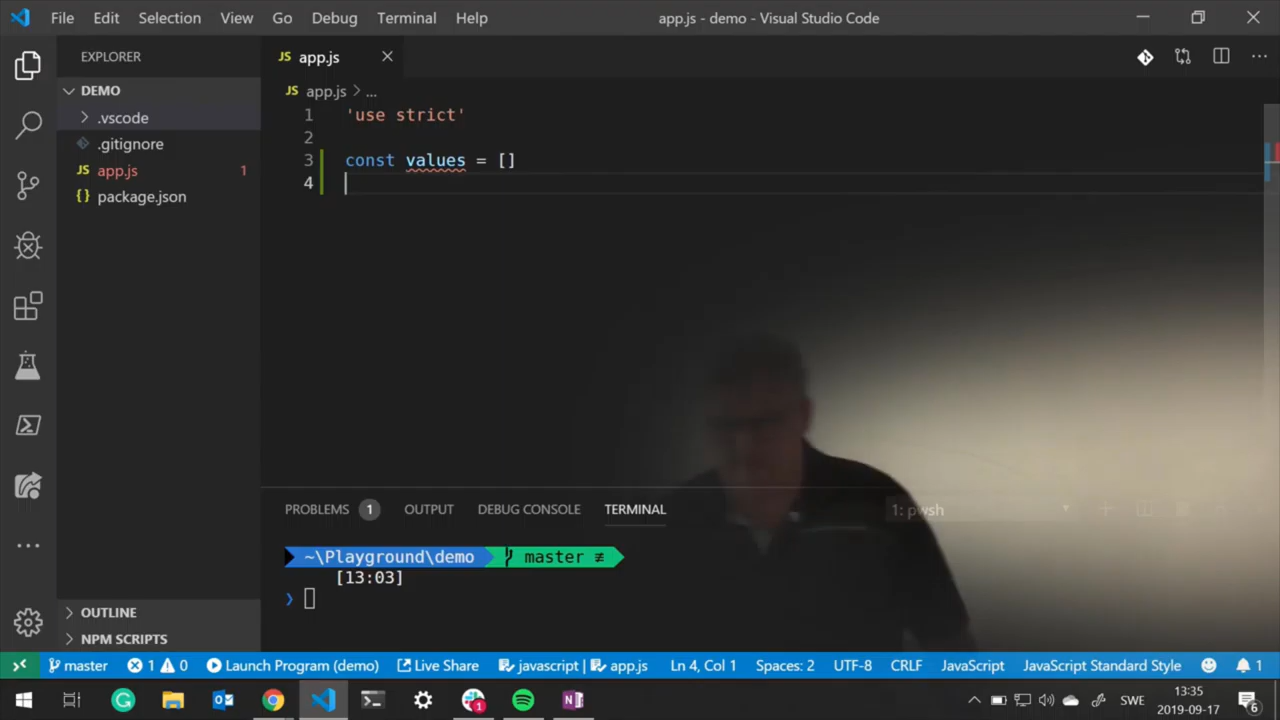 File Edit Selection View Go Debug Terminal Help app.js - demo - Visual Studio Code
EXPLORER
JS app.js
DEMO
JS app.js > ...
.vscode
.gitignore
JS app.js 1
{} package.json
1 'use strict'
2
3 const values = []
4
PROBLEMS 1 OUTPUT DEBUG CONSOLE TERMINAL 1: pwsh
~\Playground\demo master ≢
[13:03]
❯
OUTLINE
NPM SCRIPTS
master 1 0 Launch Program (demo) Live Share javascript | app.js Ln 4, Col 1 Spaces: 2 UTF-8 CRLF JavaScript JavaScript Standard Style 1
1 SWE 13:35
2019-09-17 6